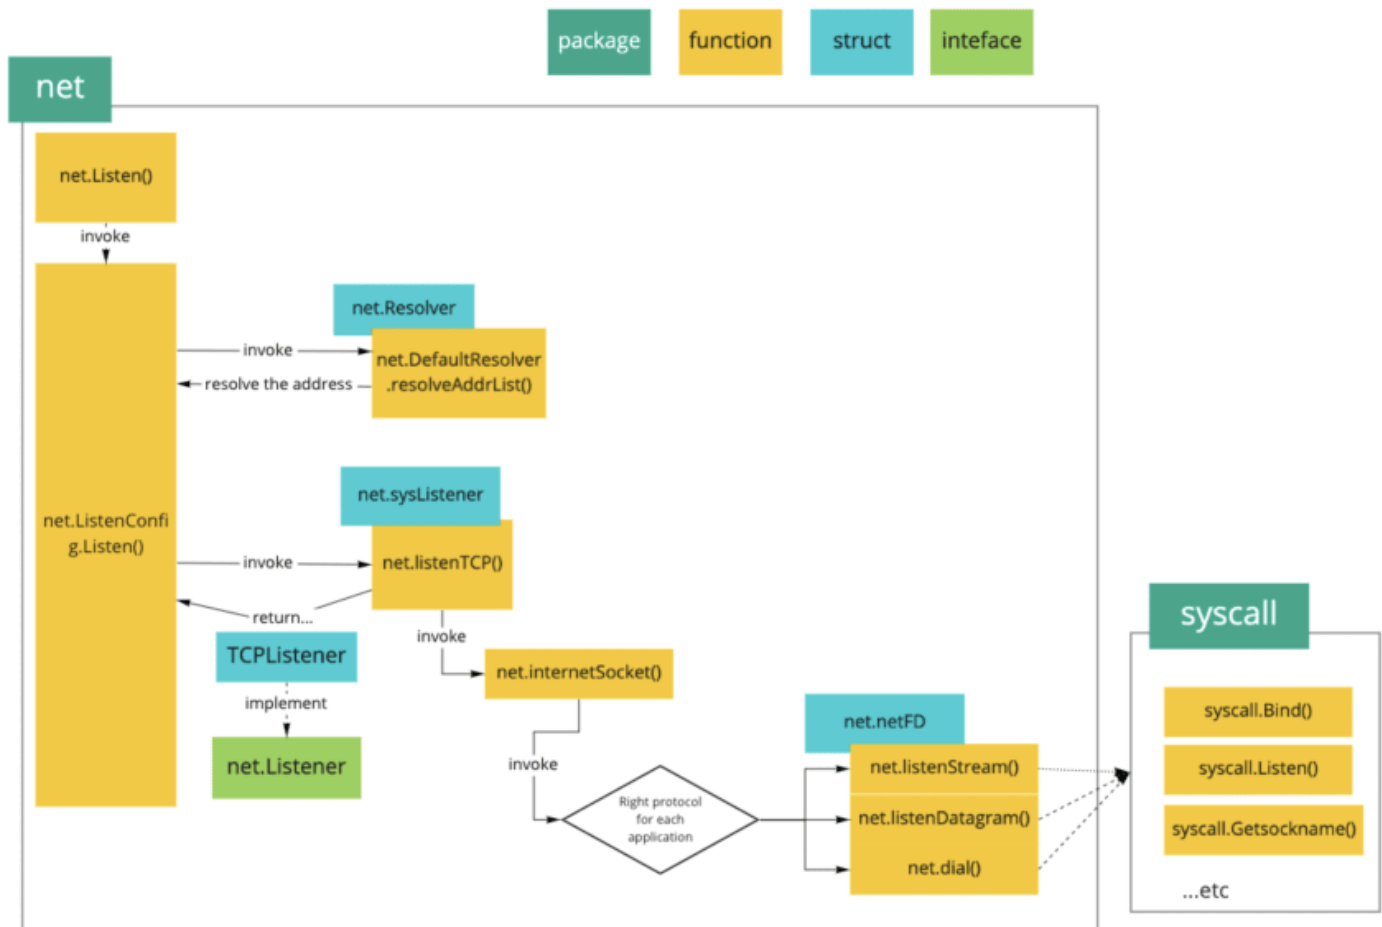 package
function
struct
inteface
net
net.Listen()
invoke
net.Resolver
invoke
net.DefaultResolver
.resolveAddrList()
resolve the address
net.sysListener
net.ListenConfi
g.Listen()
invoke
net.listenTCP()
return...
invoke
TCPListener
implement
net.Listener
net.internetSocket()
invoke
Right protocol
for each
application
net.netFD
net.listenStream()
net.listenDatagram()
net.dial()
syscall
syscall.Bind()
syscall.Listen()
syscall.Getsockname()
...etc